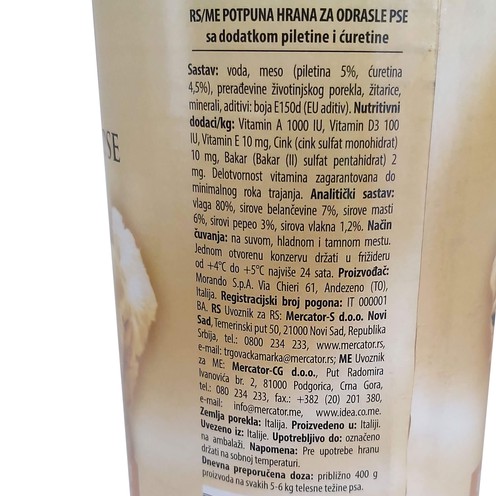 RS/ME POTPUNA HRANA ZA ODRASLE PSE
sa dodatkom piletine i ćuretine
Sastav: voda, meso (piletina 5%, ćuretina
4,5%), prerađevine životinjskog porekla, žitarice,
minerali, aditivi: boja E150d (EU aditiv). Nutritivni
dodaci/kg: Vitamin A 1000 IU, Vitamin D3 100
IU, Vitamin E 10 mg, Cink (cink sulfat monohidrat)
10 mg, Bakar (Bakar (II) sulfat pentahidrat) 2
mg. Delotvornost vitamina zagarantovana do
minimalnog roka trajanja. Analitički sastav:
vlaga 80%, sirove belančevine 7%, sirove masti
6%, sirovi pepeo 3%, sirova vlakna 1,2%. Način
čuvanja: na suvom, hladnom i tamnom mestu.
Jednom otvorenu konzervu držati u frižideru
od +4°C do +5°C najviše 24 sata. Proizvođač:
Morando S.p.A. Via Chieri 61, Andezeno (TO),
Italija. Registracijski broj pogona: IT 000001
BA. RS Uvoznik za RS: Mercator-S d.o.o. Novi
Sad, Temerinski put 50, 21000 Novi Sad, Republika
Srbija, tel.: 0800 234 233, www.mercator.rs,
e-mail: trgovackamarka@mercator.rs; ME Uvoznik
za ME: Mercator-CG d.o.o., Put Radomira
Ivanovića br. 2, 81000 Podgorica, Crna Gora,
tel.: 080 234 233, fax.: +382 (20) 201 380,
e-mail: info@mercator.me, www.idea.co.me.
Zemlja porekla: Italija. Proizvedeno u: Italiji.
Uvezeno iz: Italije. Upotrebljivo do: označeno
na ambalaži. Napomena: Pre upotrebe hranu
držati na sobnoj temperaturi.
Dnevna preporučena doza: približno 400 g
proizvoda na svakih 5-6 kg telesne težine psa.